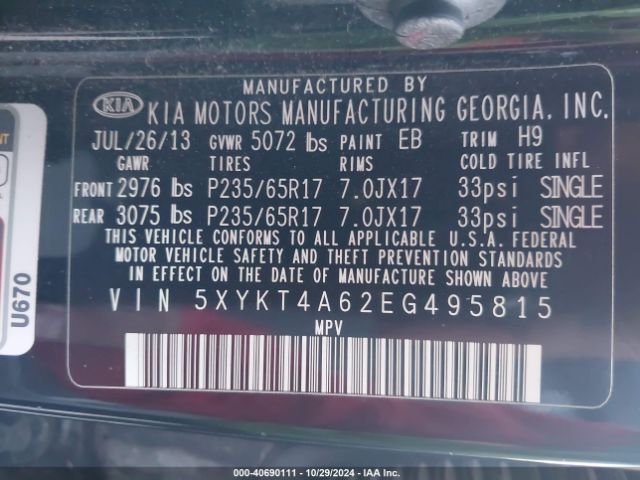 MANUFACTURED BY
KIA KIA MOTORS MANUFACTURING GEORGIA, INC.
JUL/26/13 GVWR 5072 lbs PAINT EB TRIM H9
GAWR TIRES RIMS COLD TIRE INFL
FRONT 2976 lbs P235/65R17 7.0JX17 33psi SINGLE
REAR 3075 lbs P235/65R17 7.0JX17 33psi SINGLE
THIS VEHICLE CONFORMS TO ALL APPLICABLE U.S.A. FEDERAL
MOTOR VEHICLE SAFETY AND THEFT PREVENTION STANDARDS
IN EFFECT ON THE DATE OF MANUFACTURE SHOWN ABOVE.
VIN 5XYKT4A62EG495815
MPV
U670
000-40690111 - 10/29/2024 - IAA Inc.